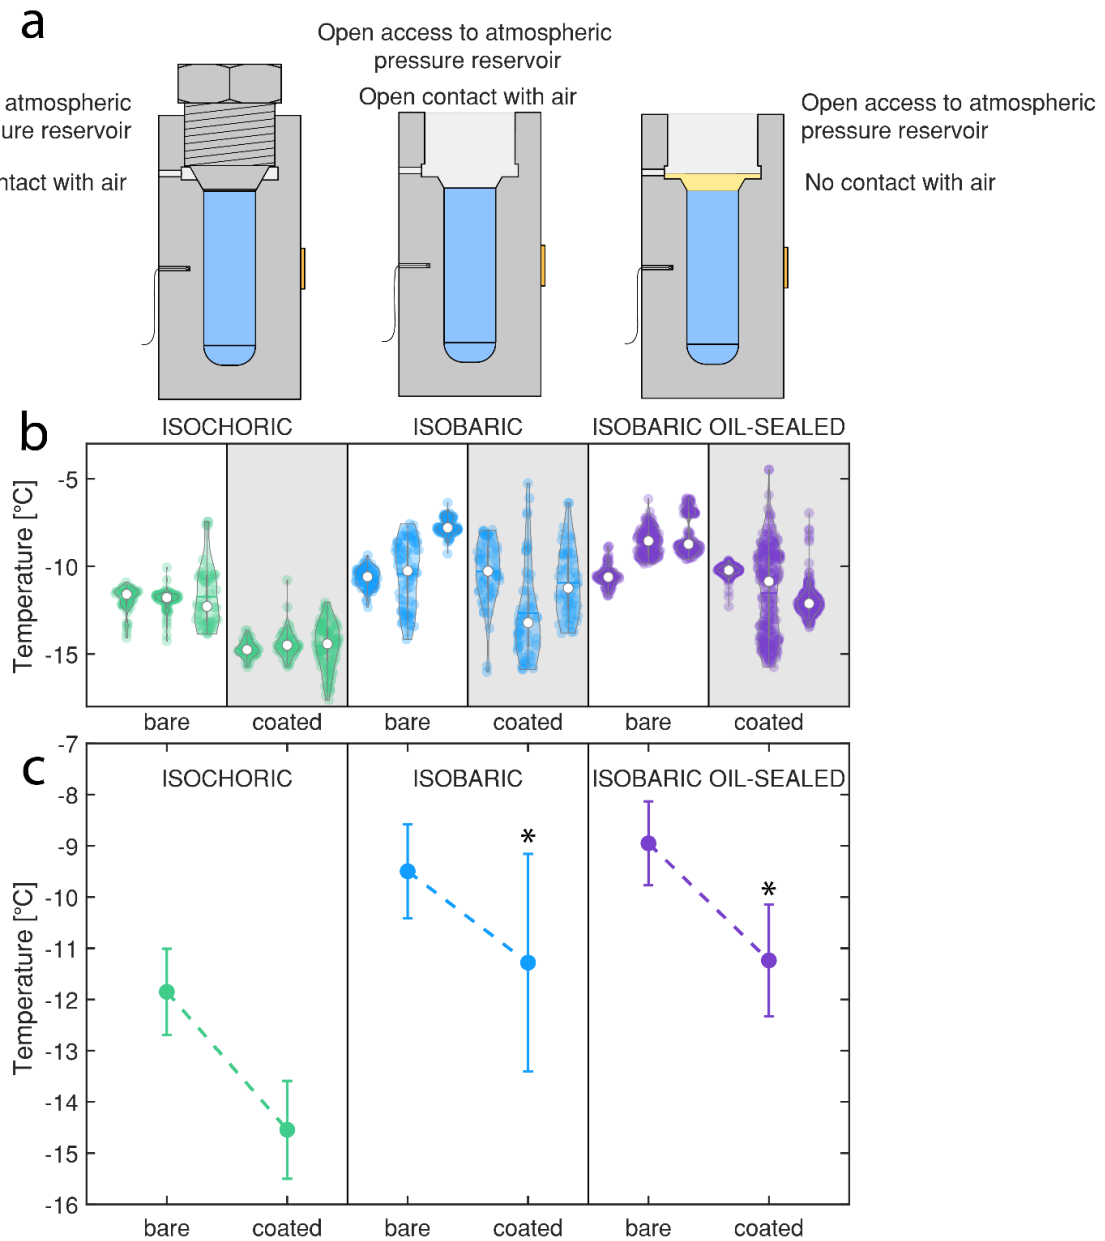 a
Open access to atmospheric
pressure reservoir
Open contact with air
atmospheric
reservoir
with air
Open access to atmospheric
pressure reservoir
No contact with air
b
ISOCHORIC
ISOBARIC
ISOBARIC OIL-SEALED
Temperature [°C]
-5
-10
-15
bare
coated
bare
coated
bare
coated
c
ISOCHORIC
ISOBARIC
ISOBARIC OIL-SEALED
*
*
Temperature [°C]
-7
-8
-9
-10
-11
-12
-13
-14
-15
-16
bare
coated
bare
coated
bare
coated